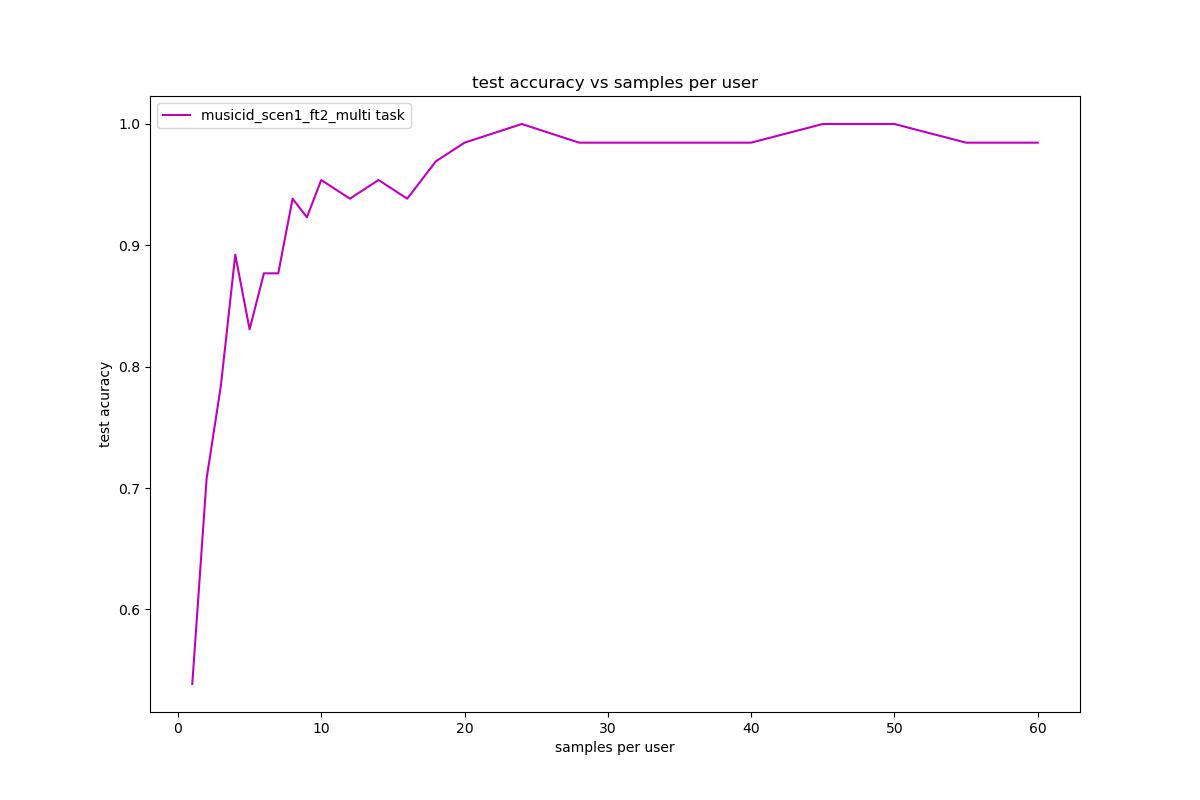 test accuracy vs samples per user
musicid_scen1_ft2_multi task
1.0
0.9
0.8
0.7
0.6
test acuracy
0 10 20 30 40 50 60
samples per user